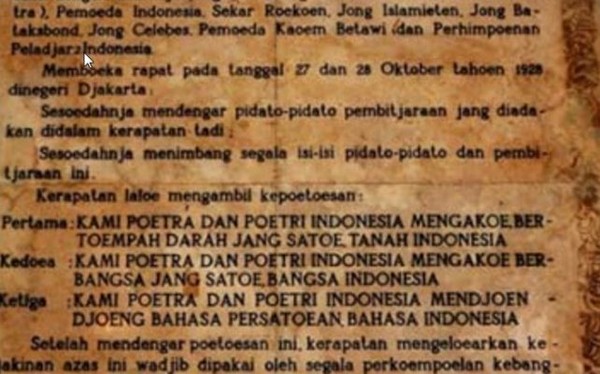 tra), Pemoeda Indonesia, Sekar Roekoen, Jong Islamieten, Jong Ba-
taksbond, Jong Celebes, Pemoeda Kaoem Betawi dan Perhimpoenan
Peladjar2 Indonesia.
Memboeka rapat pada tanggal 27 dan 28 Oktober tahoen 1928
dinegeri Djakarta:
Sesoedahnja mendengar pidato-pidato pembitjaraan jang diada-
kan didalam kerapatan tadi;
Sesoedahnja menimbang segala isi-isi pidato-pidato dan pembi-
tjaraan ini.
Kerapatan laloe mengambil kepoetoesan:
Pertama: KAMI POETRA DAN POETRI INDONESIA MENGAKOE BER-
TOEMPAH DARAH JANG SATOE, TANAH INDONESIA
Kedoea : KAMI POETRA DAN POETRI INDONESIA MENGAKOE BER-
BANGSA JANG SATOE, BANGSA INDONESIA
Ketiga : KAMI POETRA DAN POETRI INDONESIA MENDJOEN -
DJOENG BAHASA PERSATOEAN, BAHASA INDONESIA
Setelah mendengar poetoesan ini, kerapatan mengeloearkan ke-
jakinan azas ini wadjib dipakai oleh segala perkoempoelan kebang-